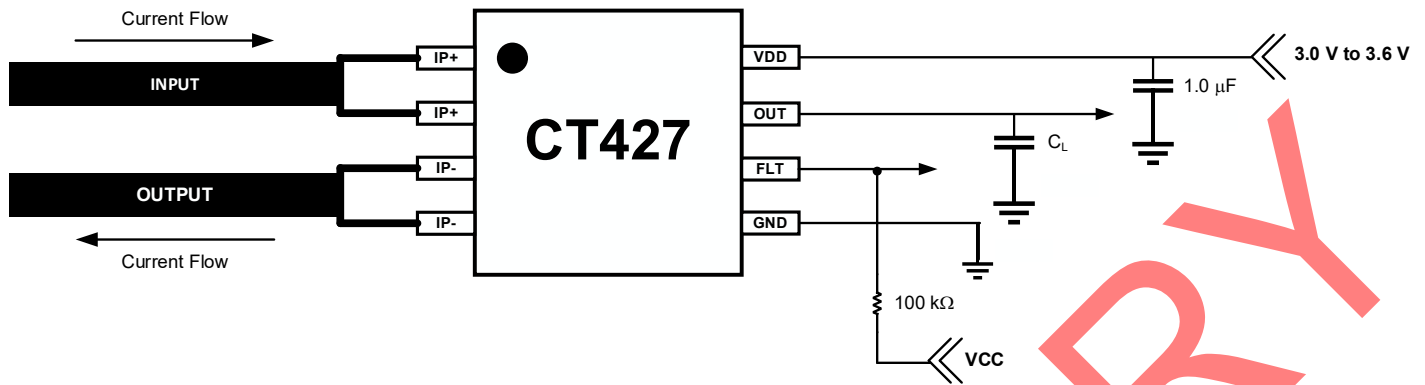 Current Flow
INPUT
OUTPUT
Current Flow
IP+
IP+
IP-
IP-
CT427
VDD
OUT
FLT
GND
3.0 V to 3.6 V
1.0 μF
CL
100 kΩ
VCC
RY